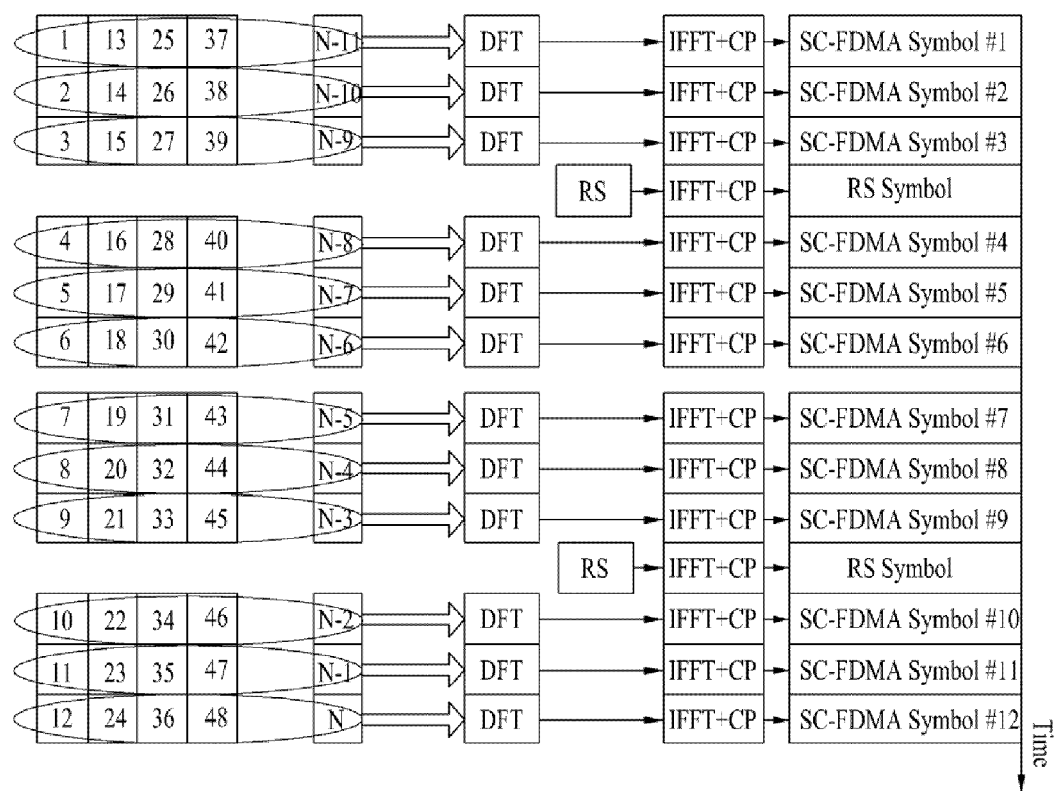 1 13 25 37 N-11 DFT IFFT+CP SC-FDMA Symbol #1
2 14 26 38 N-10 DFT IFFT+CP SC-FDMA Symbol #2
3 15 27 39 N-9 DFT IFFT+CP SC-FDMA Symbol #3
RS IFFT+CP RS Symbol
4 16 28 40 N-8 DFT IFFT+CP SC-FDMA Symbol #4
5 17 29 41 N-7 DFT IFFT+CP SC-FDMA Symbol #5
6 18 30 42 N-6 DFT IFFT+CP SC-FDMA Symbol #6
7 19 31 43 N-5 DFT IFFT+CP SC-FDMA Symbol #7
8 20 32 44 N-4 DFT IFFT+CP SC-FDMA Symbol #8
9 21 33 45 N-3 DFT IFFT+CP SC-FDMA Symbol #9
RS IFFT+CP RS Symbol
10 22 34 46 N-2 DFT IFFT+CP SC-FDMA Symbol #10
11 23 35 47 N-1 DFT IFFT+CP SC-FDMA Symbol #11
12 24 36 48 N DFT IFFT+CP SC-FDMA Symbol #12
Time